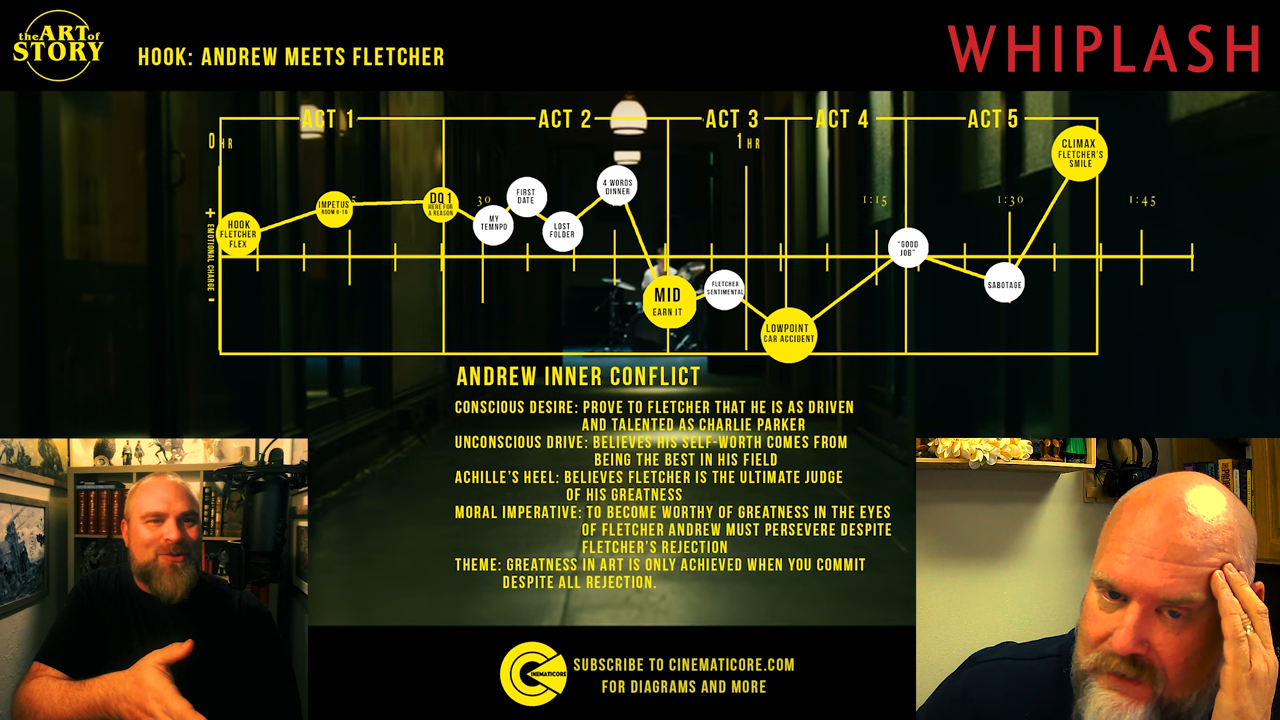 the ART of
STORY
HOOK: ANDREW MEETS FLETCHER
WHIPLASH
ACT 1
ACT 2
ACT 3
ACT 4
ACT 5
0 HR
1 HR
30
1:15
1:30
1:45
+ EMOTIONAL CHARGE -
HOOK
FLETCHER
FLEX
IMPETUS
ROOM B-16
DQ 1
HERE FOR
A REASON
MY
TEMNPO
FIRST
DATE
LOST
FOLDER
4 WORDS
DINNER
MID
EARN IT
FLETCHER
SENTIMENTAL
LOWPOINT
CAR ACCIDENT
"GOOD
JOB"
SABOTAGE
CLIMAX
FLETCHER'S
SMILE
ANDREW INNER CONFLICT
CONSCIOUS DESIRE: PROVE TO FLETCHER THAT HE IS AS DRIVEN
AND TALENTED AS CHARLIE PARKER
UNCONSCIOUS DRIVE: BELIEVES HIS SELF-WORTH COMES FROM
BEING THE BEST IN HIS FIELD
ACHILLE'S HEEL: BELIEVES FLETCHER IS THE ULTIMATE JUDGE
OF HIS GREATNESS
MORAL IMPERATIVE: TO BECOME WORTHY OF GREATNESS IN THE EYES
OF FLETCHER ANDREW MUST PERSEVERE DESPITE
FLETCHER'S REJECTION
THEME: GREATNESS IN ART IS ONLY ACHIEVED WHEN YOU COMMIT
DESPITE ALL REJECTION.
CINEMATICORE
SUBSCRIBE TO CINEMATICORE.COM
FOR DIAGRAMS AND MORE